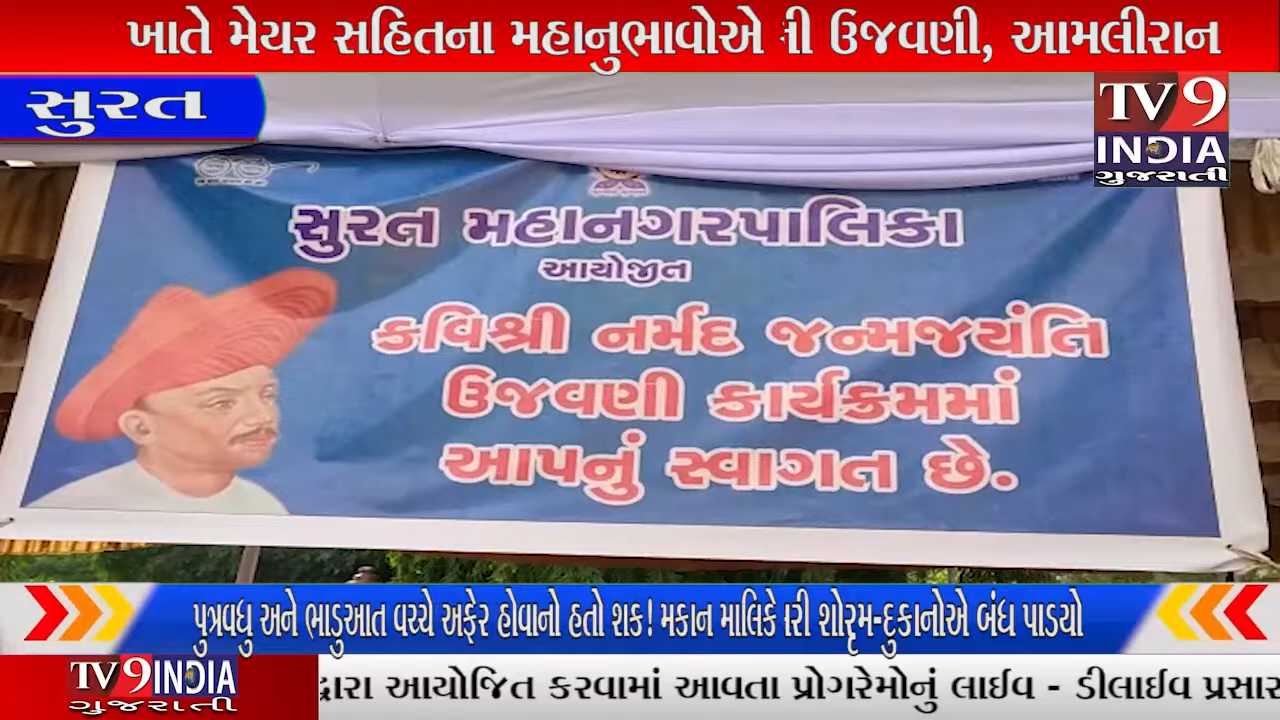 ખાતે મેયર સહિતના મહાનુભાવોએ ની ઉજવણી, આમલીરાન
સુરત
TV9
INDIA
ગુજરાતી
સુરત મહાનગરપાલિકા
આયોજીત
કવિશ્રી નર્મદ જન્મજયંતિ
ઉજવણી કાર્યક્રમમાં
આપનું સ્વાગત છે.
પુત્રવધુ અને ભાડુઆત વચ્ચે અફેર હોવાનો હતો શક! મકાન માલિકે રી શોરૂમ-દુકાનોએ બંધ પાડયો
TV9INDIA
ગુજરાતી
દ્વારા આયોજિત કરવામાં આવતા પ્રોગરેમોનું લાઈવ - ડીલાઈવ પ્રસાર